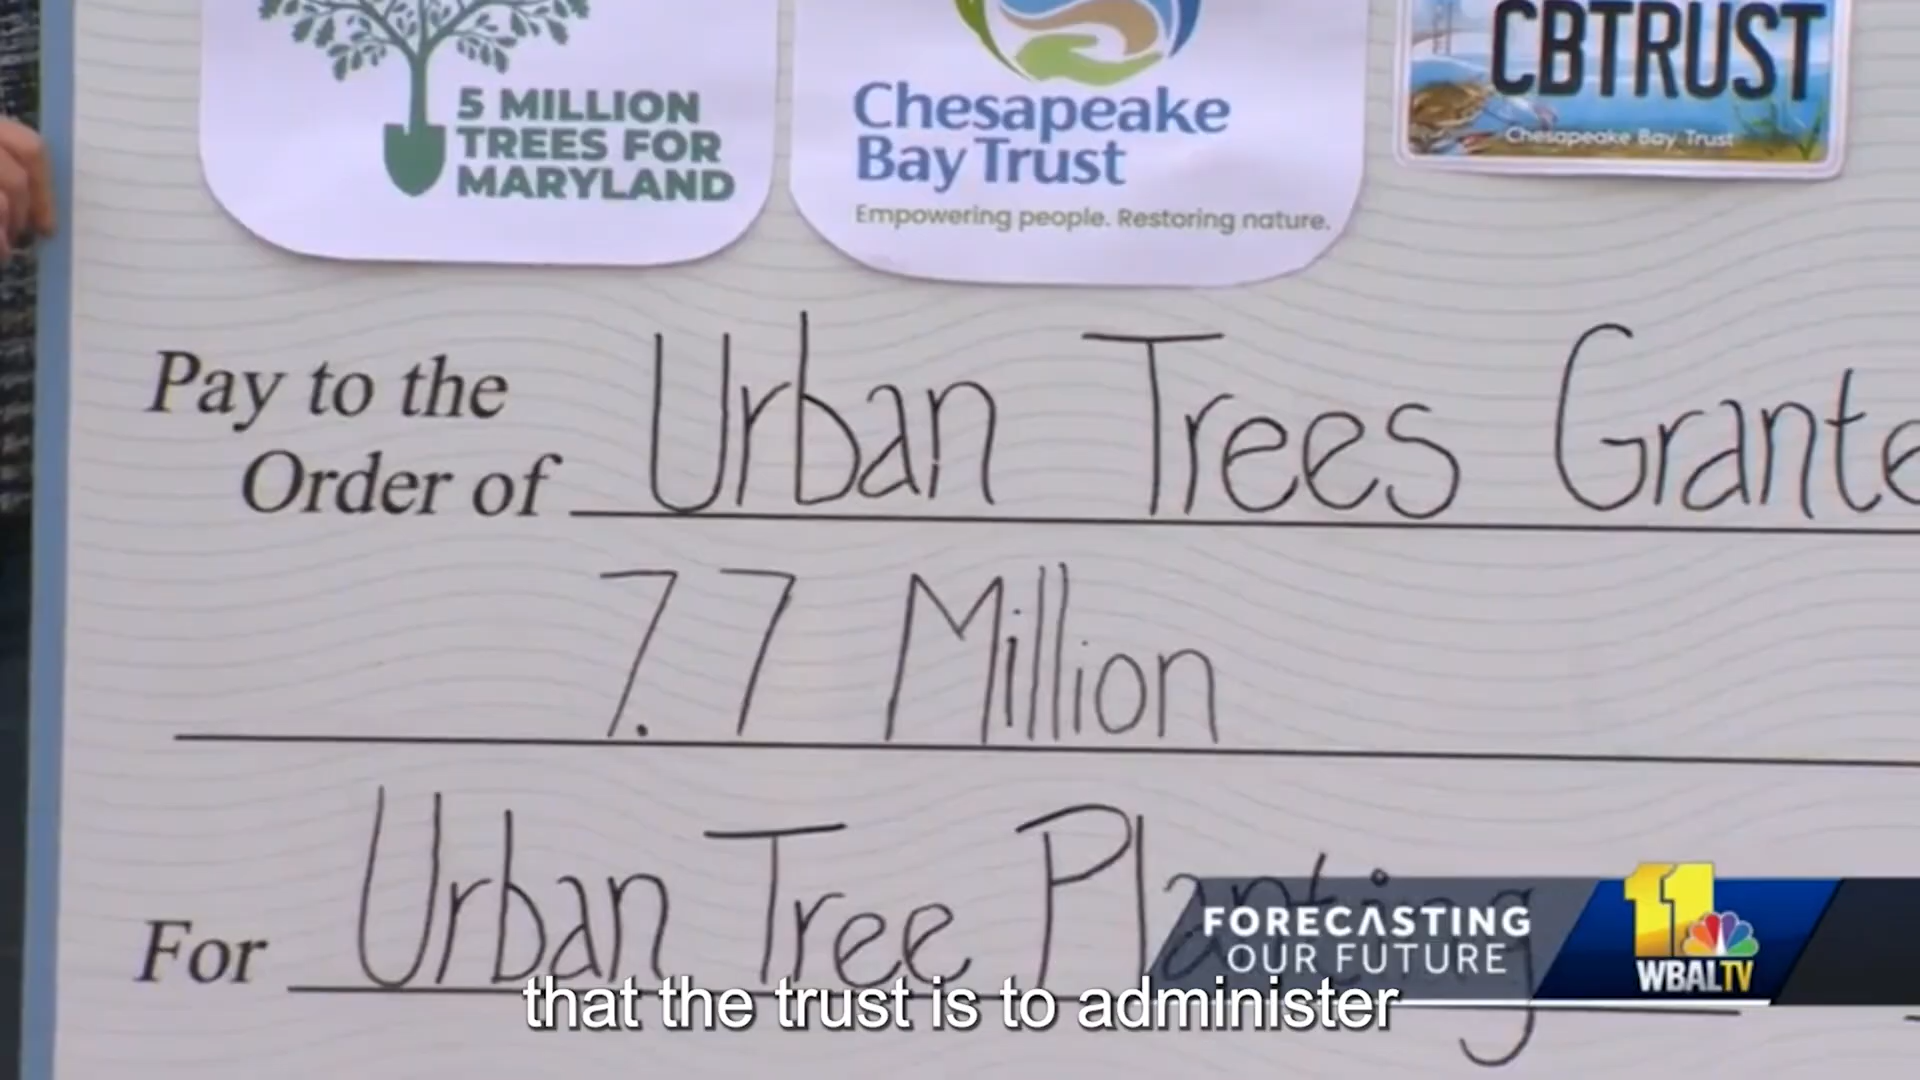 5 MILLION
TREES FOR
MARYLAND
Chesapeake
Bay Trust
Empowering people. Restoring nature.
CBTRUST
Chesapeake Bay Trust
Pay to the
Order of Urban Trees Grante
7.7 Million
For Urban Tree Planting
FORECASTING
OUR FUTURE
11
WBALTV
that the trust is to administer